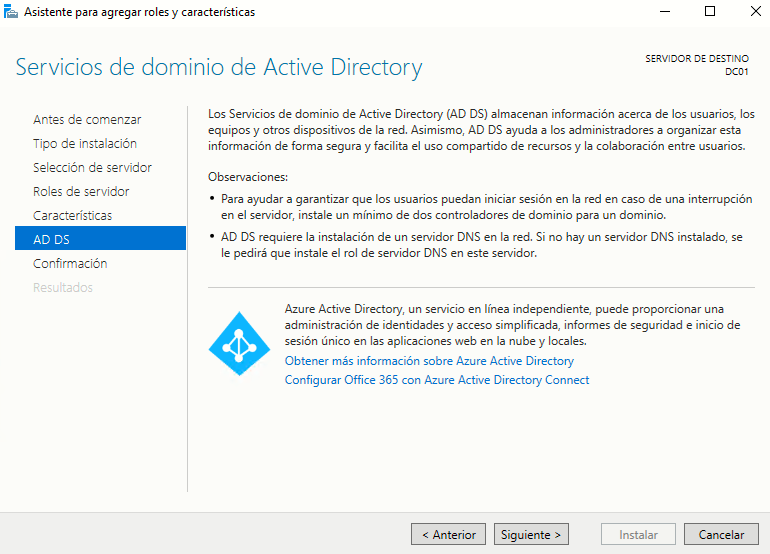 Asistente para agregar roles y características
Servicios de dominio de Active Directory
SERVIDOR DE DESTINO
DC01
Antes de comenzar
Tipo de instalación
Selección de servidor
Roles de servidor
Características
AD DS
Confirmación
Resultados
Los Servicios de dominio de Active Directory (AD DS) almacenan información acerca de los usuarios, los
equipos y otros dispositivos de la red. Asimismo, AD DS ayuda a los administradores a organizar esta
información de forma segura y facilita el uso compartido de recursos y la colaboración entre usuarios.
Observaciones:
• Para ayudar a garantizar que los usuarios puedan iniciar sesión en la red en caso de una interrupción
en el servidor, instale un mínimo de dos controladores de dominio para un dominio.
• AD DS requiere la instalación de un servidor DNS en la red. Si no hay un servidor DNS instalado, se
le pedirá que instale el rol de servidor DNS en este servidor.
Azure Active Directory, un servicio en línea independiente, puede proporcionar una
administración de identidades y acceso simplificada, informes de seguridad e inicio de
sesión único en las aplicaciones web en la nube y locales.
Obtener más información sobre Azure Active Directory
Configurar Office 365 con Azure Active Directory Connect
< Anterior
Siguiente >
Instalar
Cancelar